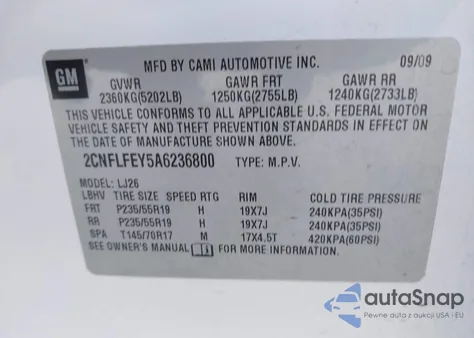 GM
MFD BY CAMI AUTOMOTIVE INC. 09/09
GVWR GAWR FRT GAWR RR
2360KG(5202LB) 1250KG(2755LB) 1240KG(2733LB)
THIS VEHICLE CONFORMS TO ALL APPLICABLE U.S. FEDERAL MOTOR
VEHICLE SAFETY AND THEFT PREVENTION STANDARDS IN EFFECT ON
THE DATE OF MANUFACTURE SHOWN ABOVE.
2CNFLFEY5A6236800 TYPE: M.P.V.
MODEL: LJ26
LBHV TIRE SIZE SPEED RTG RIM COLD TIRE PRESSURE
FRT P235/55R19 H 19X7J 240KPA(35PSI)
RR P235/55R19 H 19X7J 240KPA(35PSI)
SPA T145/70R17 M 17X4.5T 420KPA(60PSI)
SEE OWNER'S MANUAL FOR ADDITIONAL INFORMATION.
autoSnap
Pewne auta z aukcji USA i EU